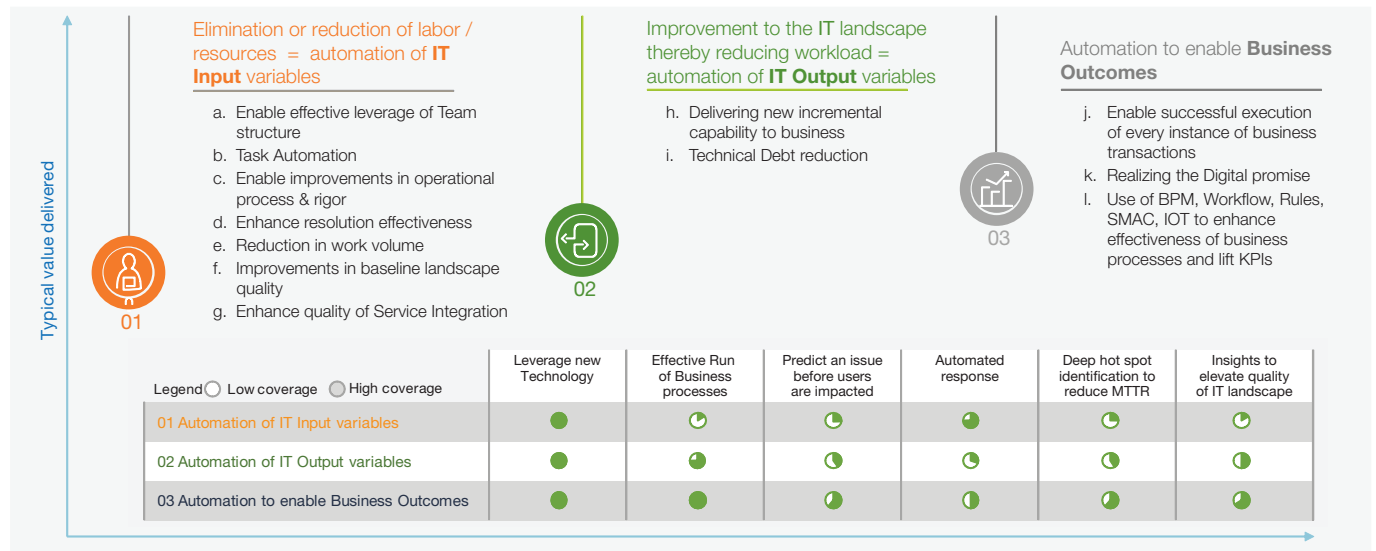 Typical value delivered
Elimination or reduction of labor /
resources = automation of IT
Input variables
a. Enable effective leverage of Team
structure
b. Task Automation
c. Enable improvements in operational
process & rigor
d. Enhance resolution effectiveness
e. Reduction in work volume
f. Improvements in baseline landscape
quality
g. Enhance quality of Service Integration
01
Improvement to the IT landscape
thereby reducing workload =
automation of IT Output variables
h. Delivering new incremental
capability to business
i. Technical Debt reduction
02
Automation to enable Business
Outcomes
j. Enable successful execution
of every instance of business
transactions
k. Realizing the Digital promise
l. Use of BPM, Workflow, Rules,
SMAC, IOT to enhance
effectiveness of business
processes and lift KPIs
03
Legend Low coverage High coverage
Leverage new
Technology
Effective Run
of Business
processes
Predict an issue
before users
are impacted
Automated
response
Deep hot spot
identification to
reduce MTTR
Insights to
elevate quality
of IT landscape
01 Automation of IT Input variables
02 Automation of IT Output variables
03 Automation to enable Business Outcomes